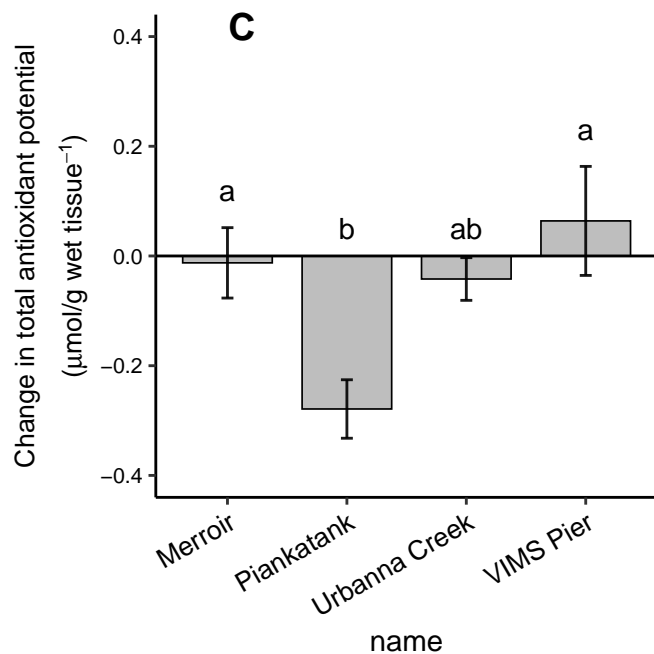 C
Change in total antioxidant potential
(μmol/g wet tissue⁻¹)
0.4
0.2
0.0
−0.2
−0.4
a
b
ab
a
Merroir
Piankatank
Urbanna Creek
VIMS Pier
name